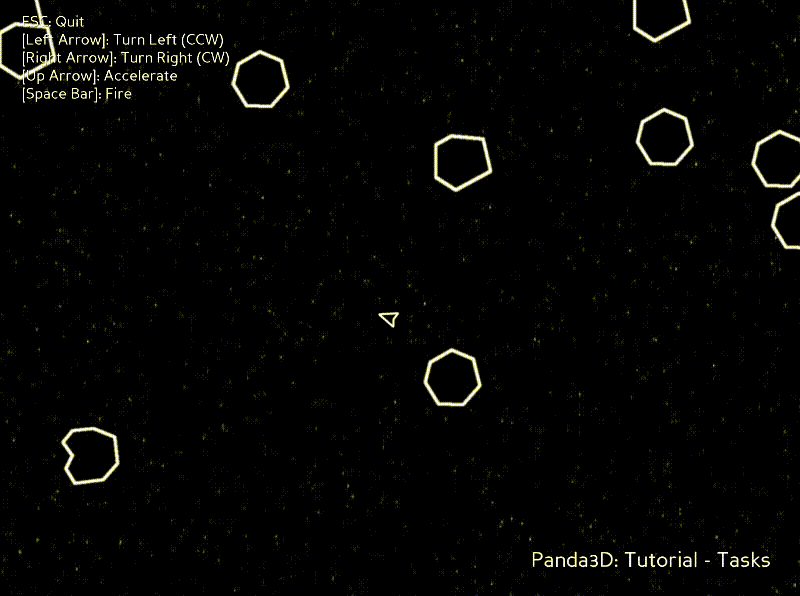 ESC: Quit
[Left Arrow]: Turn Left (CCW)
[Right Arrow]: Turn Right (CW)
[Up Arrow]: Accelerate
[Space Bar]: Fire
Panda3D: Tutorial - Tasks